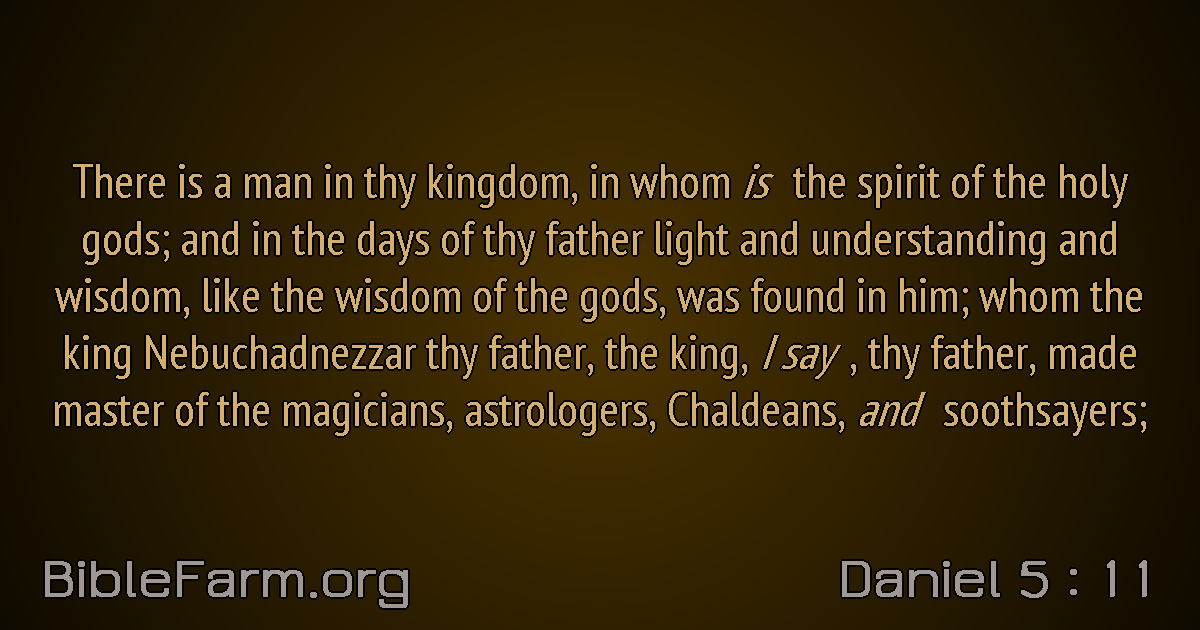 There is a man in thy kingdom, in whom is the spirit of the holy
gods; and in the days of thy father light and understanding and
wisdom, like the wisdom of the gods, was found in him; whom the
king Nebuchadnezzar thy father, the king, I say , thy father, made
master of the magicians, astrologers, Chaldeans, and soothsayers;
BibleFarm.org
Daniel 5 : 11